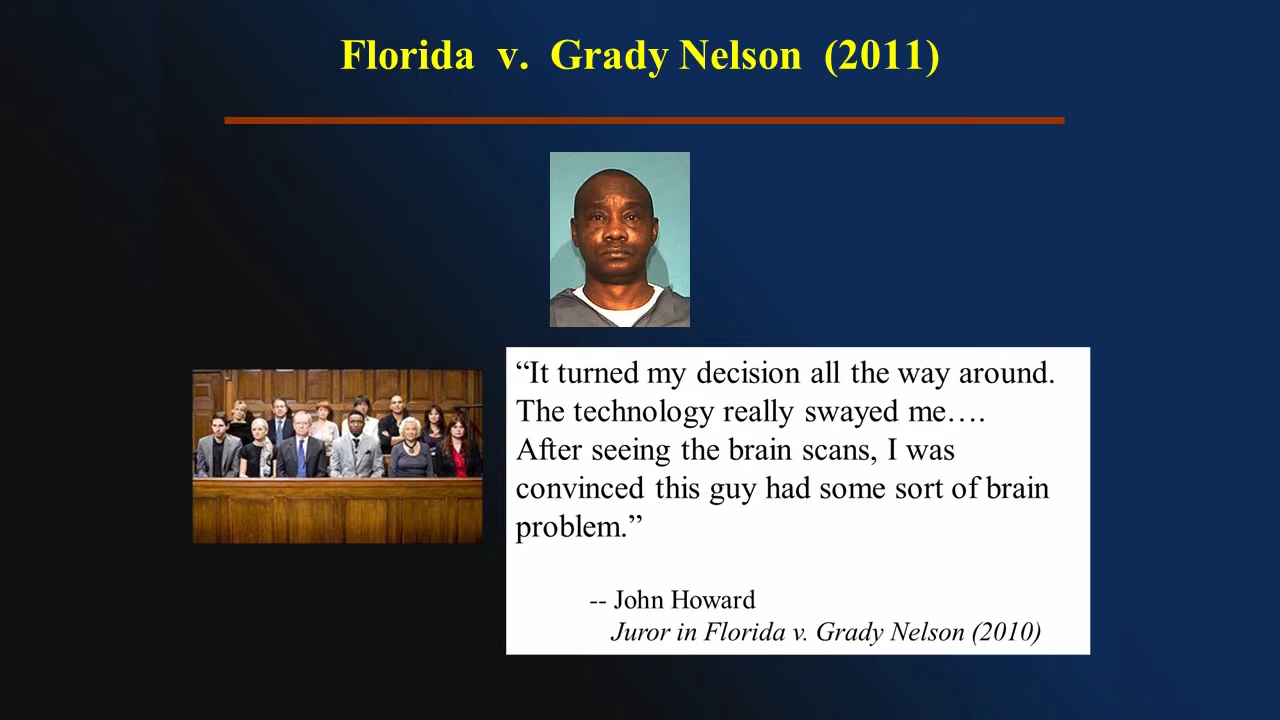 Florida v. Grady Nelson (2011)
“It turned my decision all the way around.
The technology really swayed me….
After seeing the brain scans, I was
convinced this guy had some sort of brain
problem.”
-- John Howard
Juror in Florida v. Grady Nelson (2010)